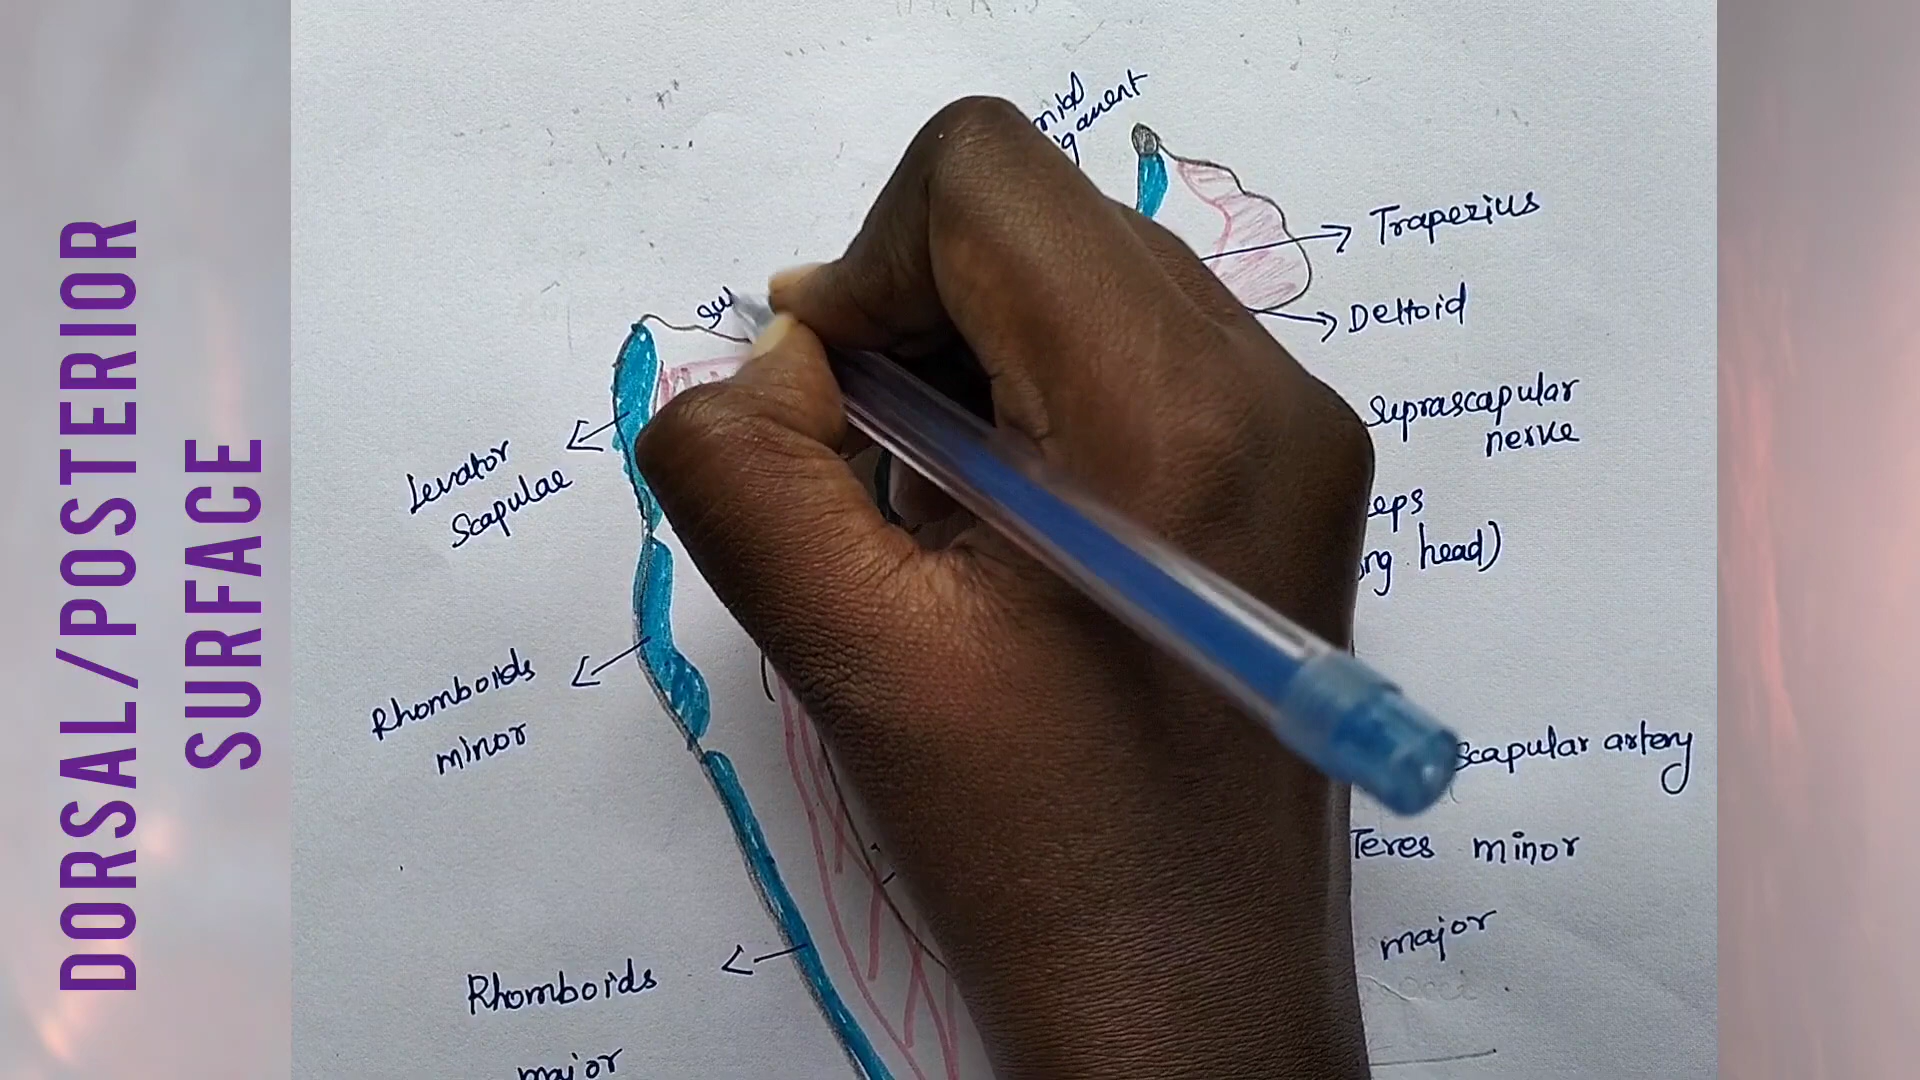 DORSAL/POSTERIOR
SURFACE
ligament
Trapezius
Deltoid
Suprascapular
nerve
Levator
Scapulae
head)
Rhomboids
minor
scapular artery
Teres minor
major
Rhomboids
major